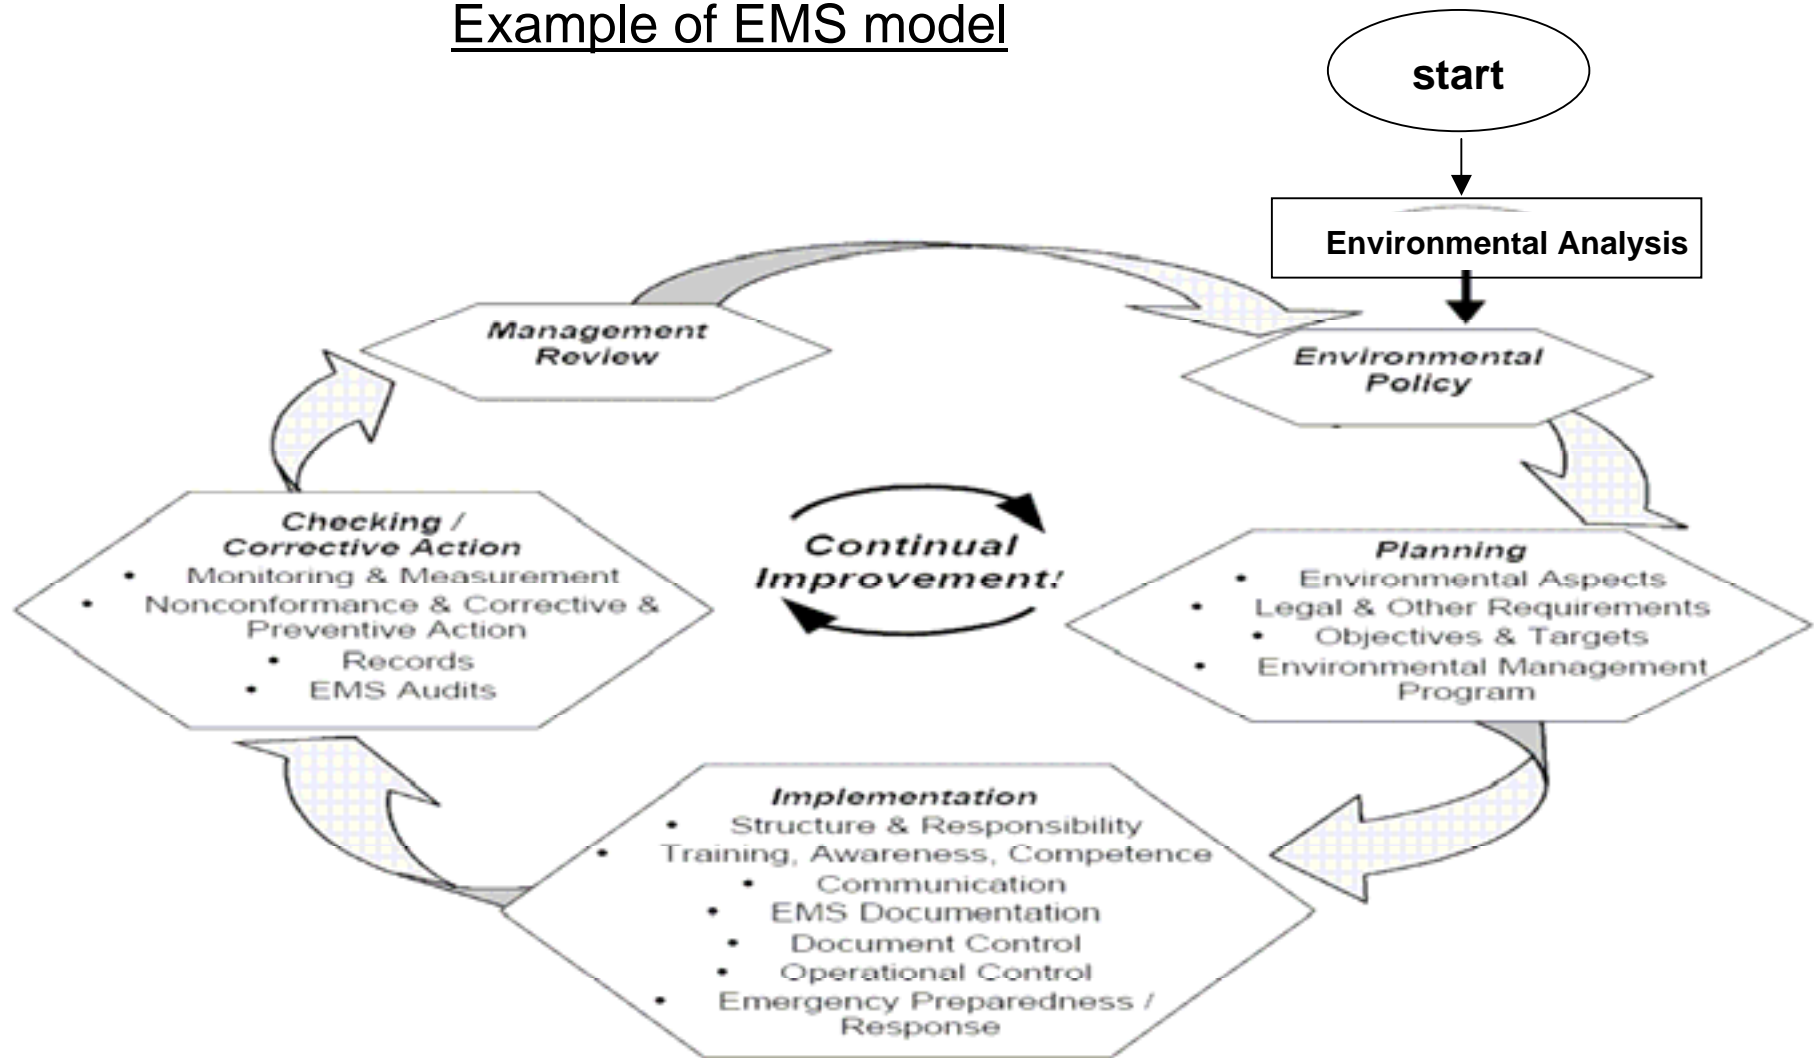 Example of EMS model
start
Environmental Analysis
Management
Review
Environmental
Policy
Checking /
Corrective Action
• Monitoring & Measurement
• Nonconformance & Corrective &
Preventive Action
• Records
• EMS Audits
Continual
Improvement!
Planning
• Environmental Aspects
• Legal & Other Requirements
• Objectives & Targets
• Environmental Management
Program
Implementation
• Structure & Responsibility
• Training, Awareness, Competence
• Communication
• EMS Documentation
• Document Control
• Operational Control
• Emergency Preparedness /
Response